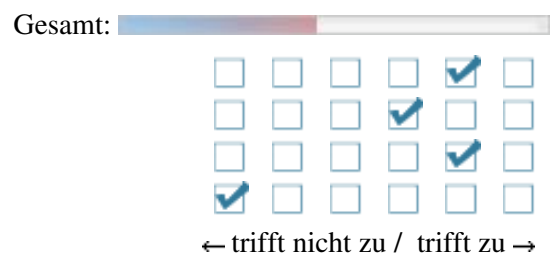 Gesamt:
← trifft nicht zu / trifft zu →